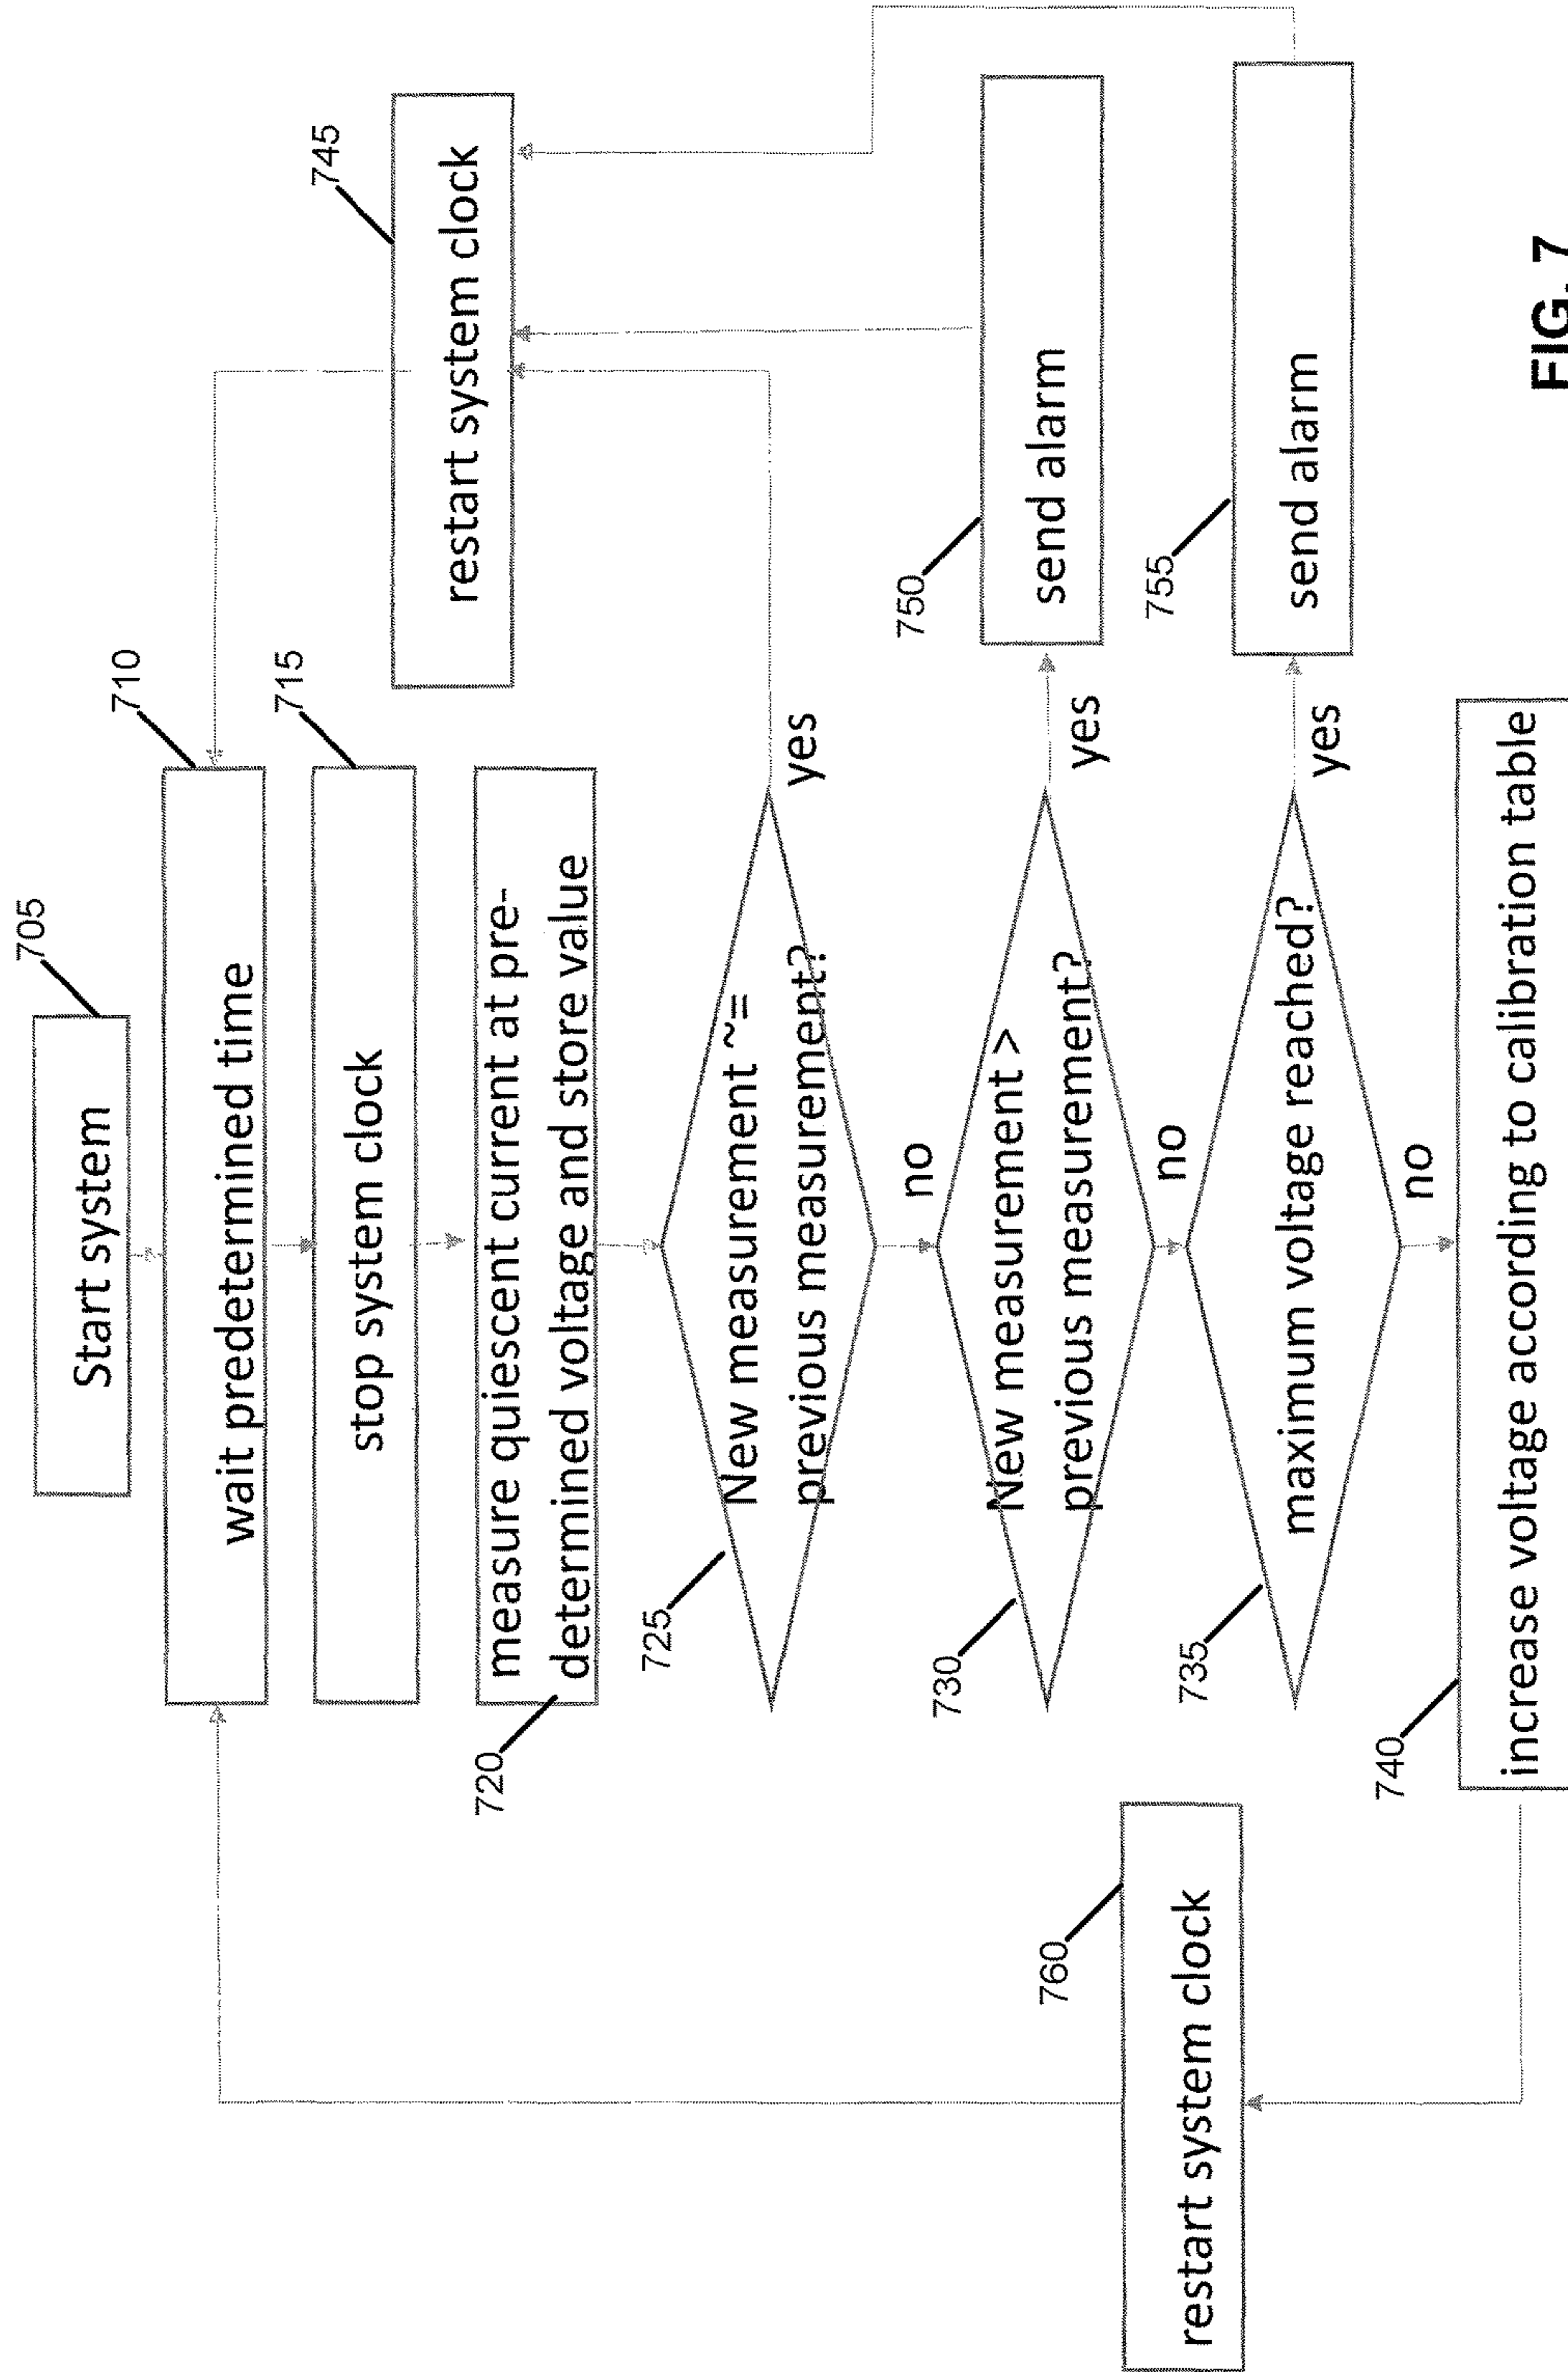 705
Start system
710
wait predetermined time
715
stop system clock
720
measure quiescent current at pre-
determined voltage and store value
725
New measurement ~=
previous measurement?
yes
no
745
restart system clock
730
New measurement >
previous measurement?
yes
no
750
send alarm
735
maximum voltage reached?
yes
no
755
send alarm
740
increase voltage according to calibration table
760
restart system clock
FIG. 7